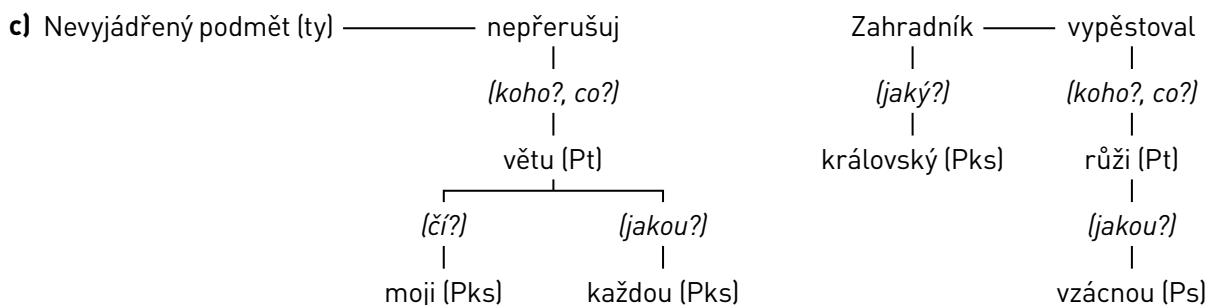 c) Nevyjádřený podmět (ty) nepřerušuj Zahradník vypěstoval
(koho?, co?) (jaký?) (koho?, co?)
větu (Pt) královský (Pks) růži (Pt)
(čí?) (jakou?) (jakou?)
moji (Pks) každou (Pks) vzácnou (Ps)